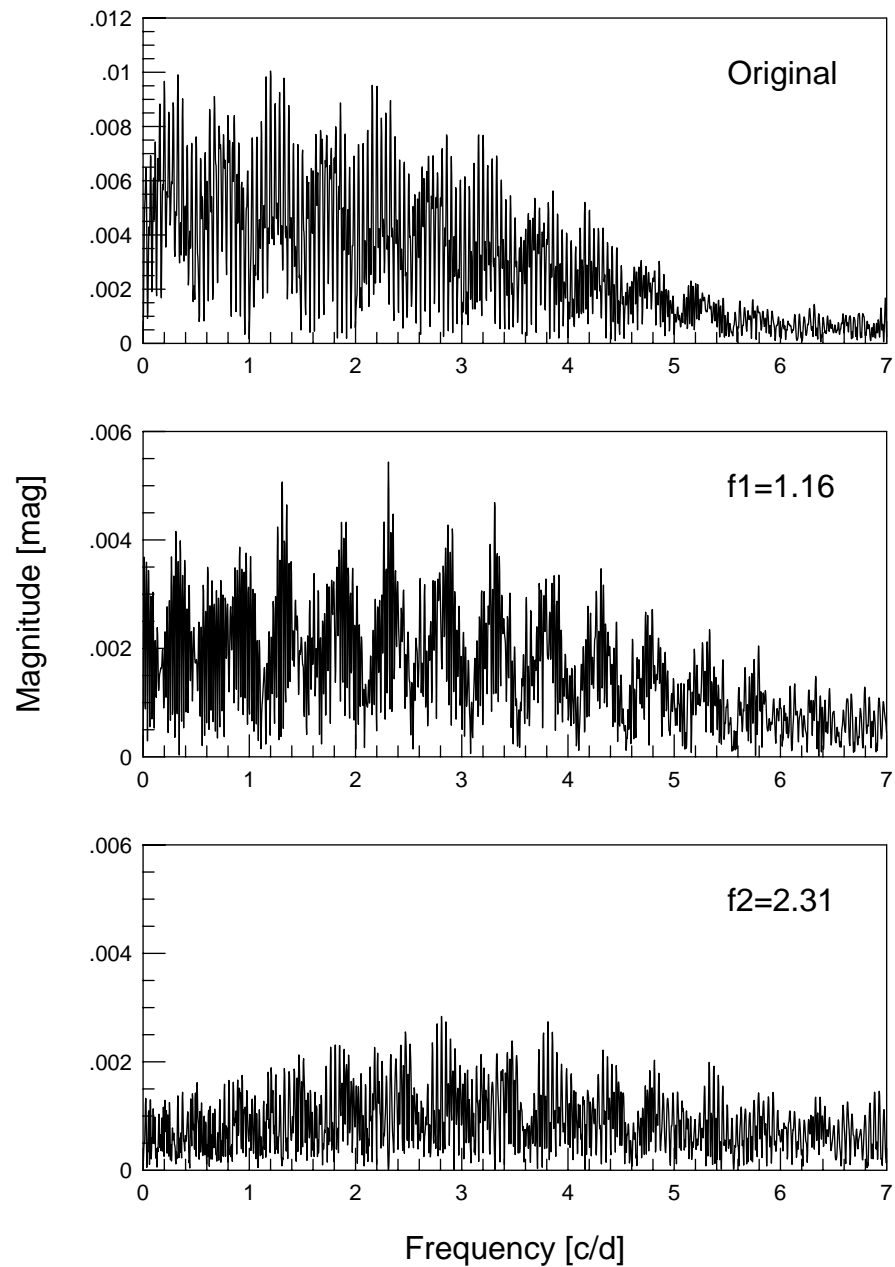 .012
.01
.008
.006
.004
.002
0
Original
0 1 2 3 4 5 6 7
.006
.004
.002
0
f1=1.16
0 1 2 3 4 5 6 7
Magnitude [mag]
.006
.004
.002
0
f2=2.31
0 1 2 3 4 5 6 7
Frequency [c/d]